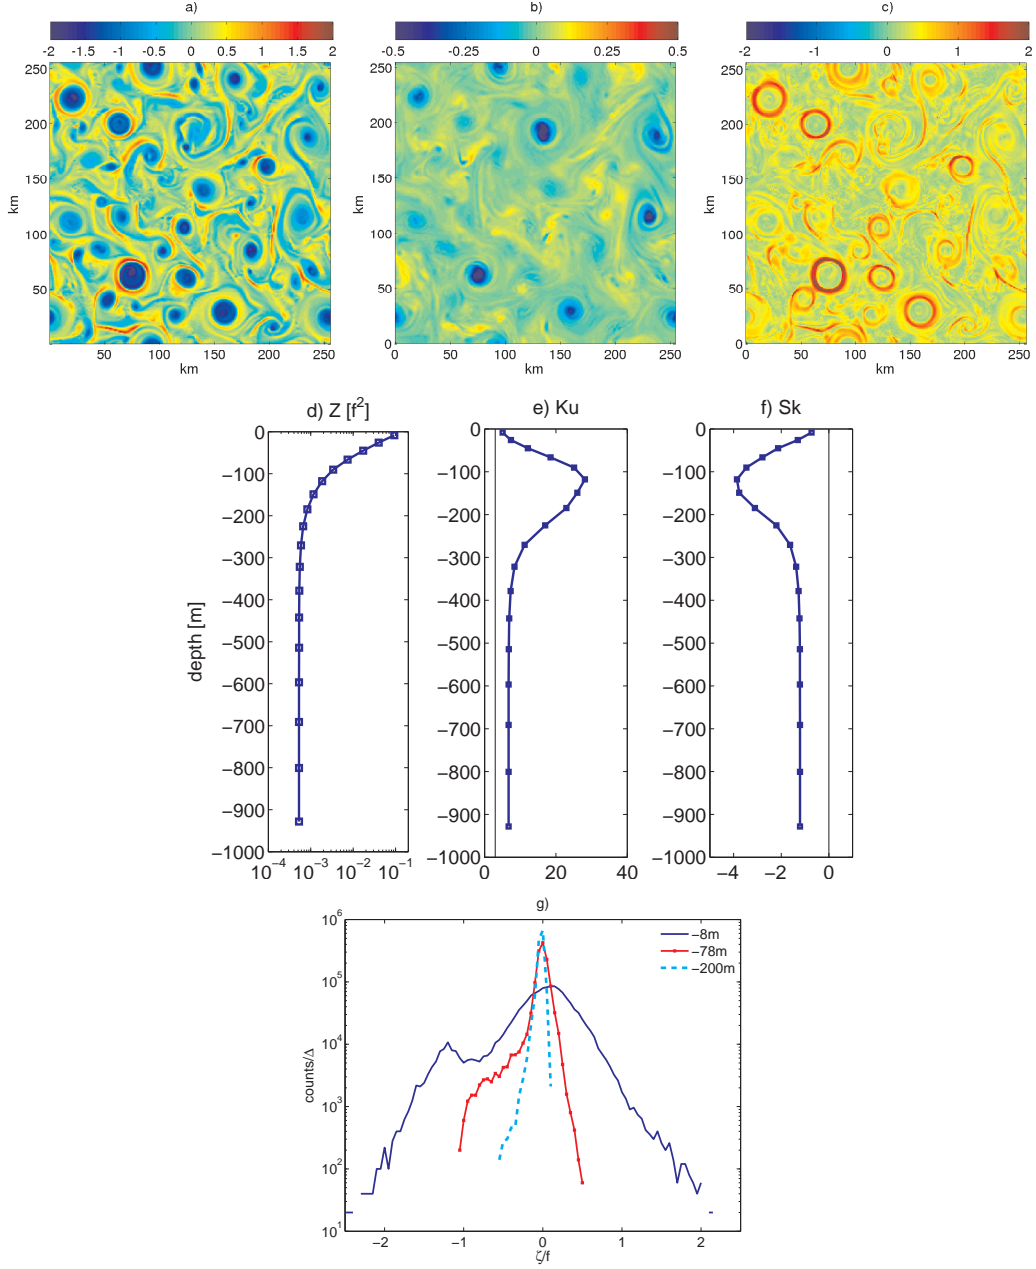 a)
b)
c)
-2 -1.5 -1 -0.5 0 0.5 1 1.5 2
-0.5 -0.25 0 0.25 0.5
-2 -1 0 1 2
250
200
150
100
50
km
50 100 150 200 250
km
250
200
150
100
50
0
km
0 50 100 150 200 250
km
250
200
150
100
50
0
km
0 50 100 150 200 250
km
d) Z [f²]
e) Ku
f) Sk
0
−100
−200
−300
−400
−500
−600
−700
−800
−900
−1000
depth [m]
10⁻⁴ 10⁻³ 10⁻² 10⁻¹
0
−100
−200
−300
−400
−500
−600
−700
−800
−900
−1000
0 20 40
0
−100
−200
−300
−400
−500
−600
−700
−800
−900
−1000
−4 −2 0
g)
10⁶
10⁵
10⁴
10³
10²
10¹
counts/Δ
−8m
−78m
−200m
−2 −1 0 1 2
ζ/f